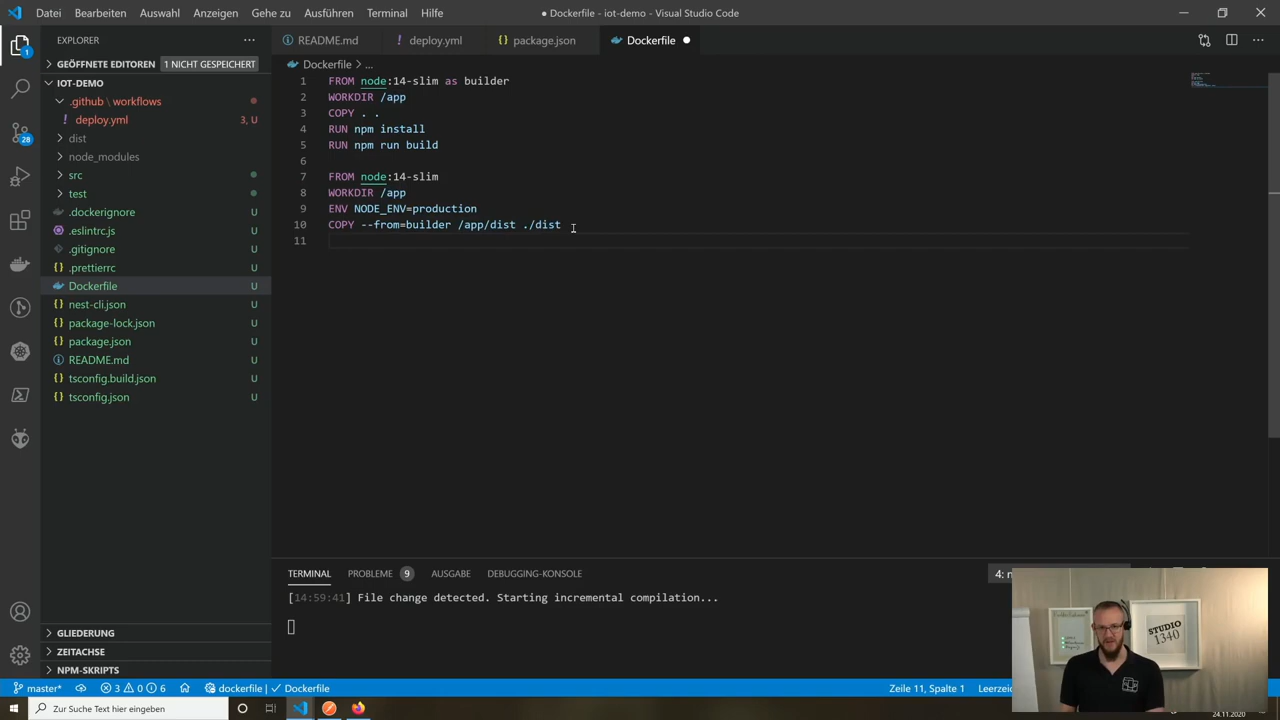 Datei Bearbeiten Auswahl Anzeigen Gehe zu Ausführen Terminal Hilfe
● Dockerfile - iot-demo - Visual Studio Code
EXPLORER
README.md
deploy.yml
package.json
Dockerfile
GEÖFFNETE EDITOREN 1 NICHT GESPEICHERT
Dockerfile > ...
IOT-DEMO
.github \ workflows
deploy.yml 3, U
dist
node_modules
src
test
.dockerignore U
.eslintrc.js U
.gitignore U
.prettierrc U
Dockerfile U
nest-cli.json U
package-lock.json U
package.json U
README.md U
tsconfig.build.json U
tsconfig.json U
GLIEDERUNG
ZEITACHSE
NPM-SKRIPTS
1
28
1 FROM node:14-slim as builder
2 WORKDIR /app
3 COPY . .
4 RUN npm install
5 RUN npm run build
6
7 FROM node:14-slim
8 WORKDIR /app
9 ENV NODE_ENV=production
10 COPY --from=builder /app/dist ./dist
11
TERMINAL PROBLEME 9 AUSGABE DEBUGGING-KONSOLE
4:
[14:59:41] File change detected. Starting incremental compilation...
STUDIO
1340
master* 3 0 6 dockerfile | ✓ Dockerfile
Zeile 11, Spalte 1
Zur Suche Text hier eingeben
24.11.2020